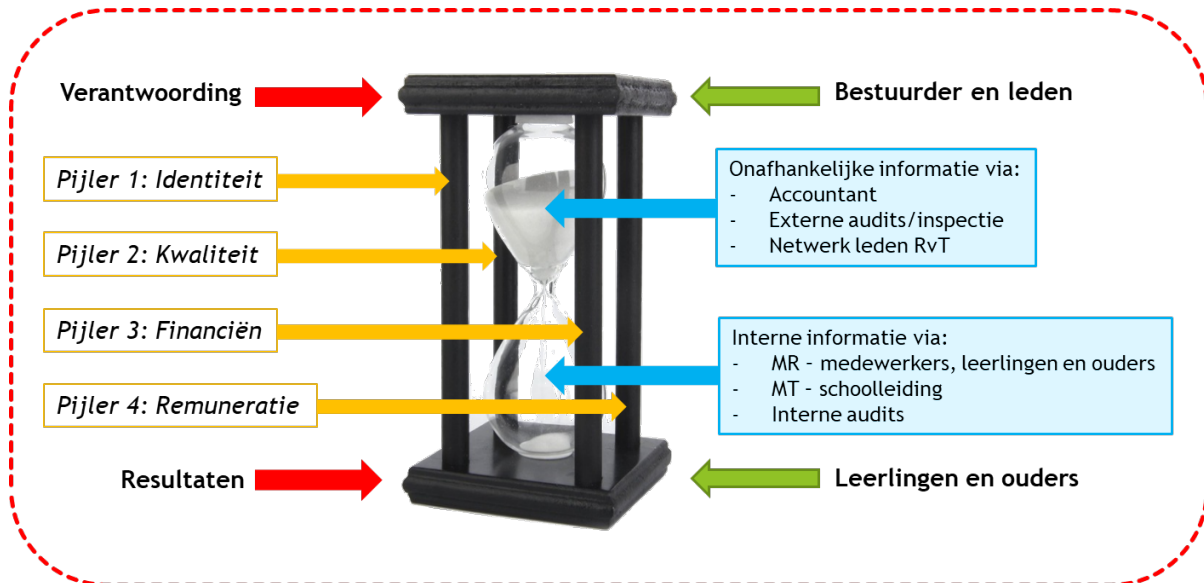 Verantwoording
Bestuurder en leden
Pijler 1: Identiteit
Pijler 2: Kwaliteit
Pijler 3: Financiën
Pijler 4: Remuneratie
Onafhankelijke informatie via:
- Accountant
- Externe audits/inspectie
- Netwerk leden RvT
Interne informatie via:
- MR – medewerkers, leerlingen en ouders
- MT – schoolleiding
- Interne audits
Resultaten
Leerlingen en ouders